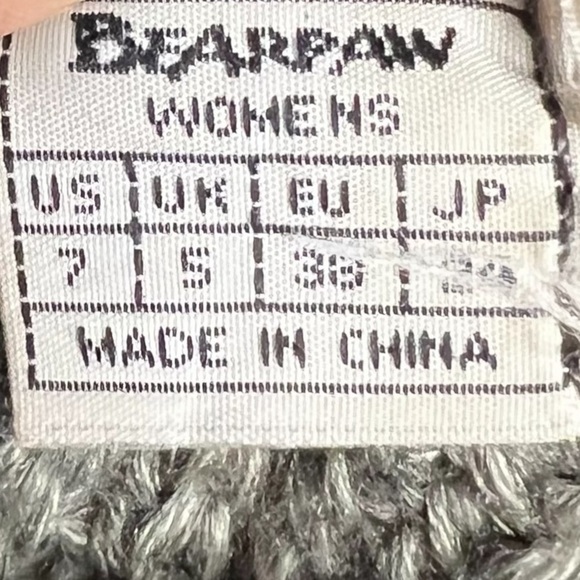 BEARPAW
WOMENS
US UK EU JP
7 5 38
MADE IN CHINA